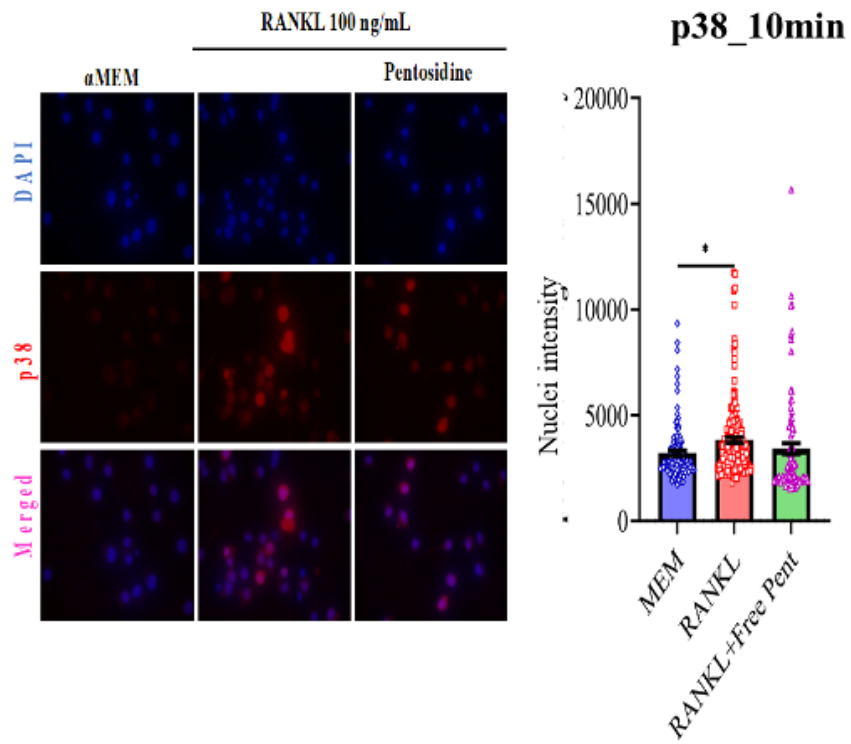 RANKL 100 ng/mL
αMEM
Pentosidine
DAPI
p38
Merged
p38_10min
Nuclei intensity
20000
15000
10000
5000
0
*
MEM
RANKL
RANKL+Free Pent